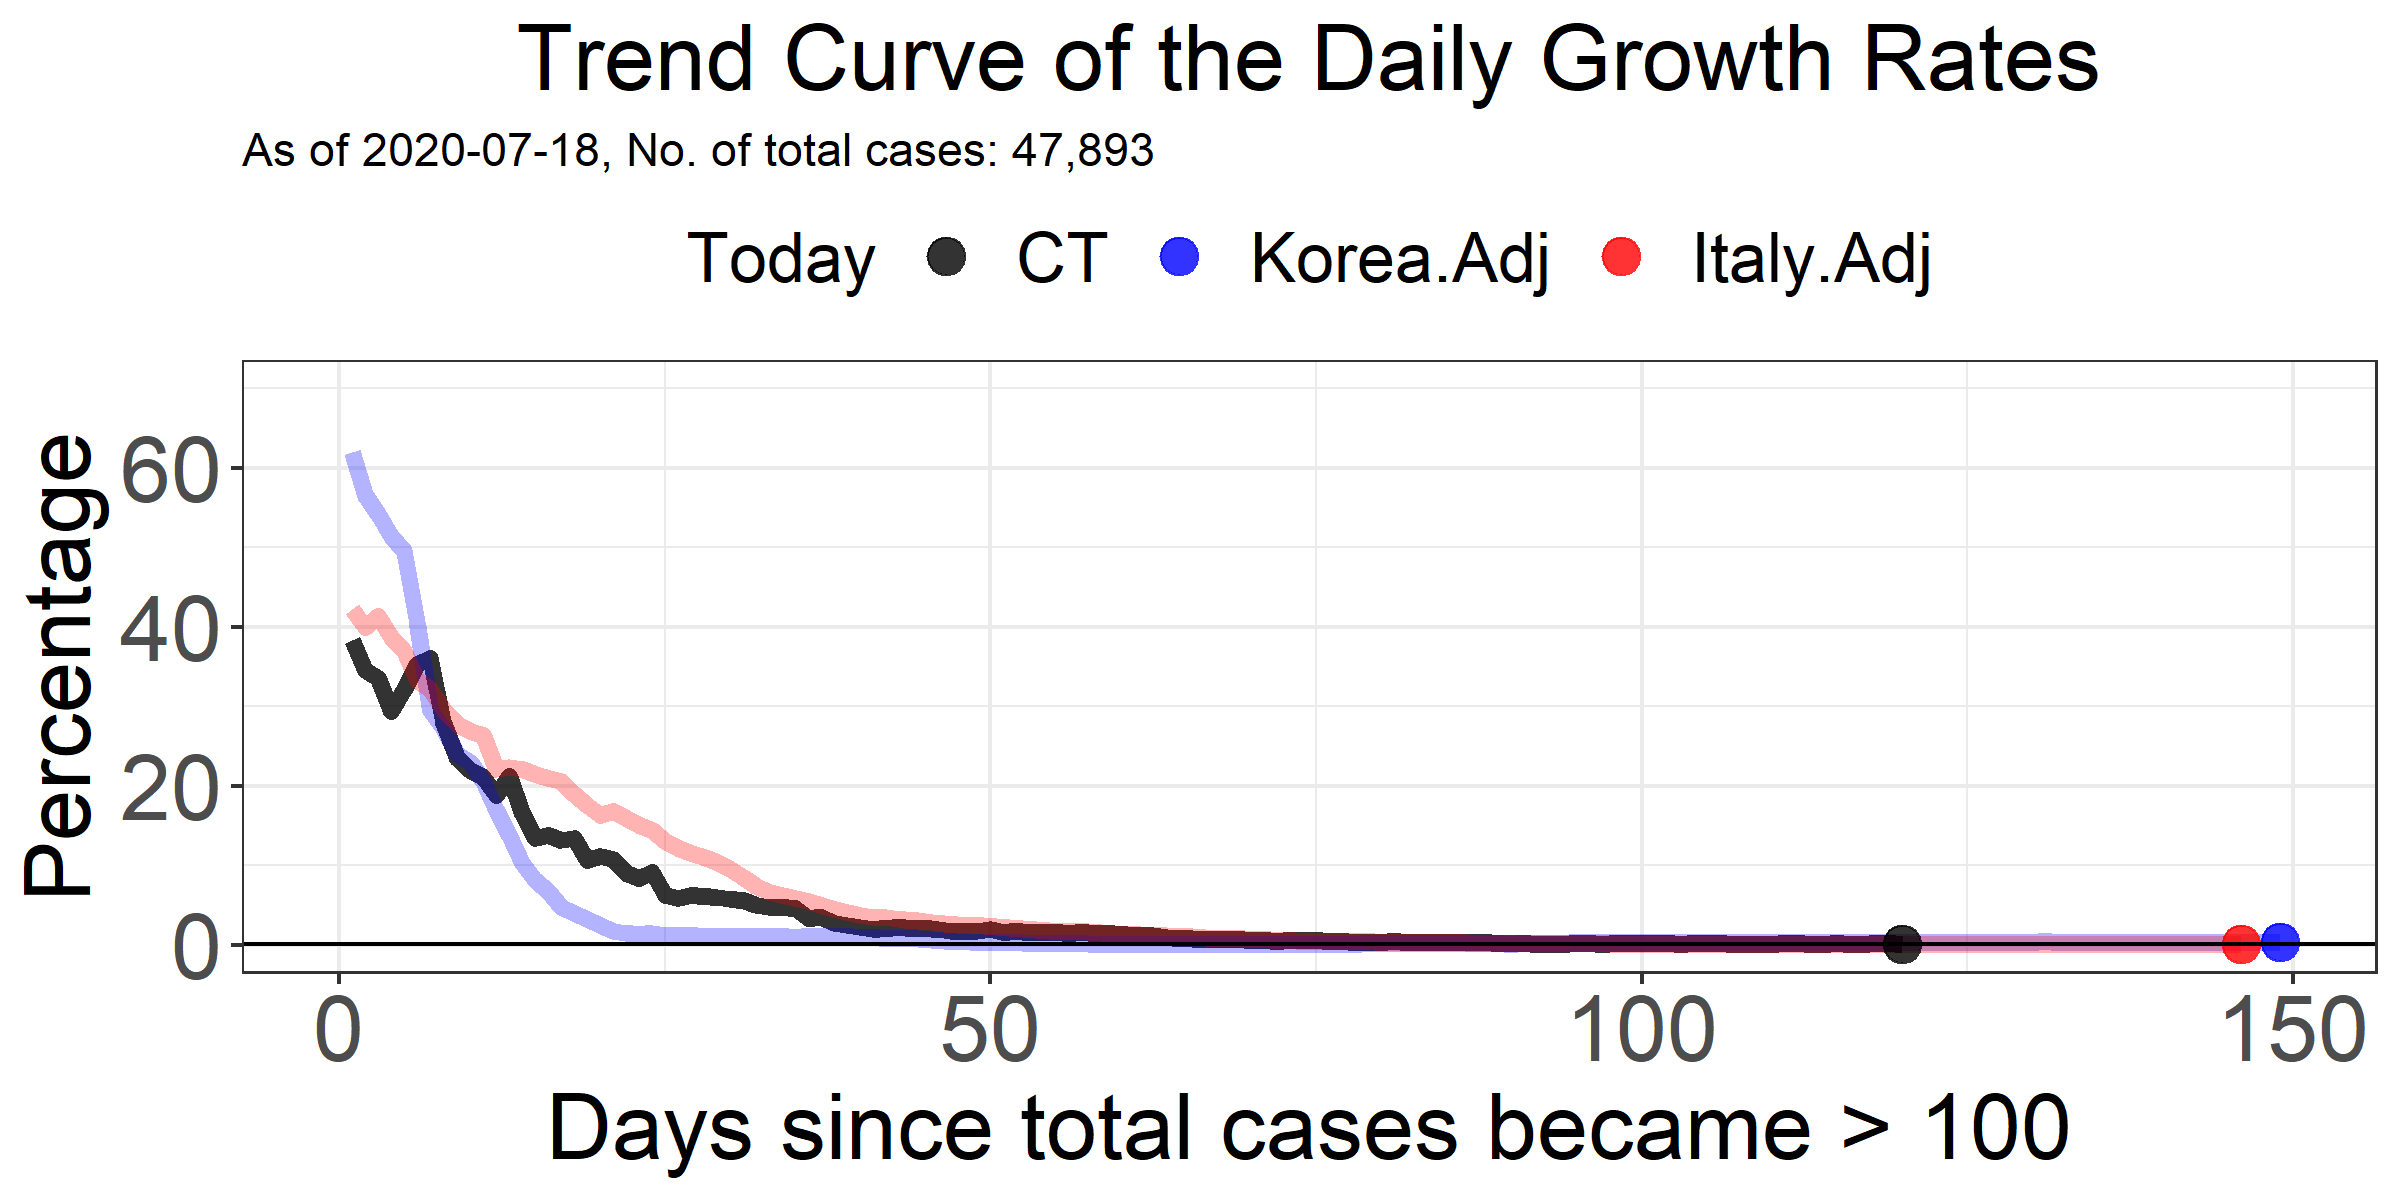 Trend Curve of the Daily Growth Rates
As of 2020-07-18, No. of total cases: 47,893
Today CT Korea.Adj Italy.Adj
Percentage
60
40
20
0
0 50 100 150
Days since total cases became > 100